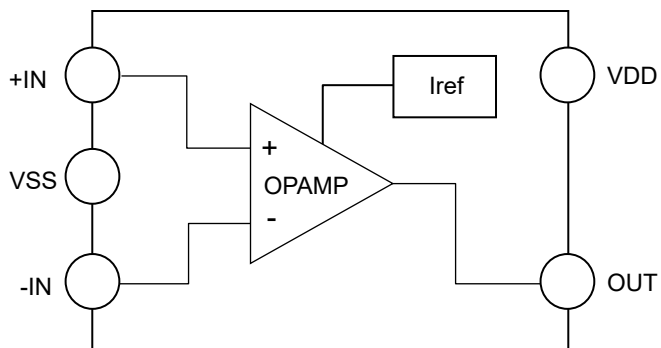 +IN
Iref
VDD
+
OPAMP
VSS
-
-IN
OUT